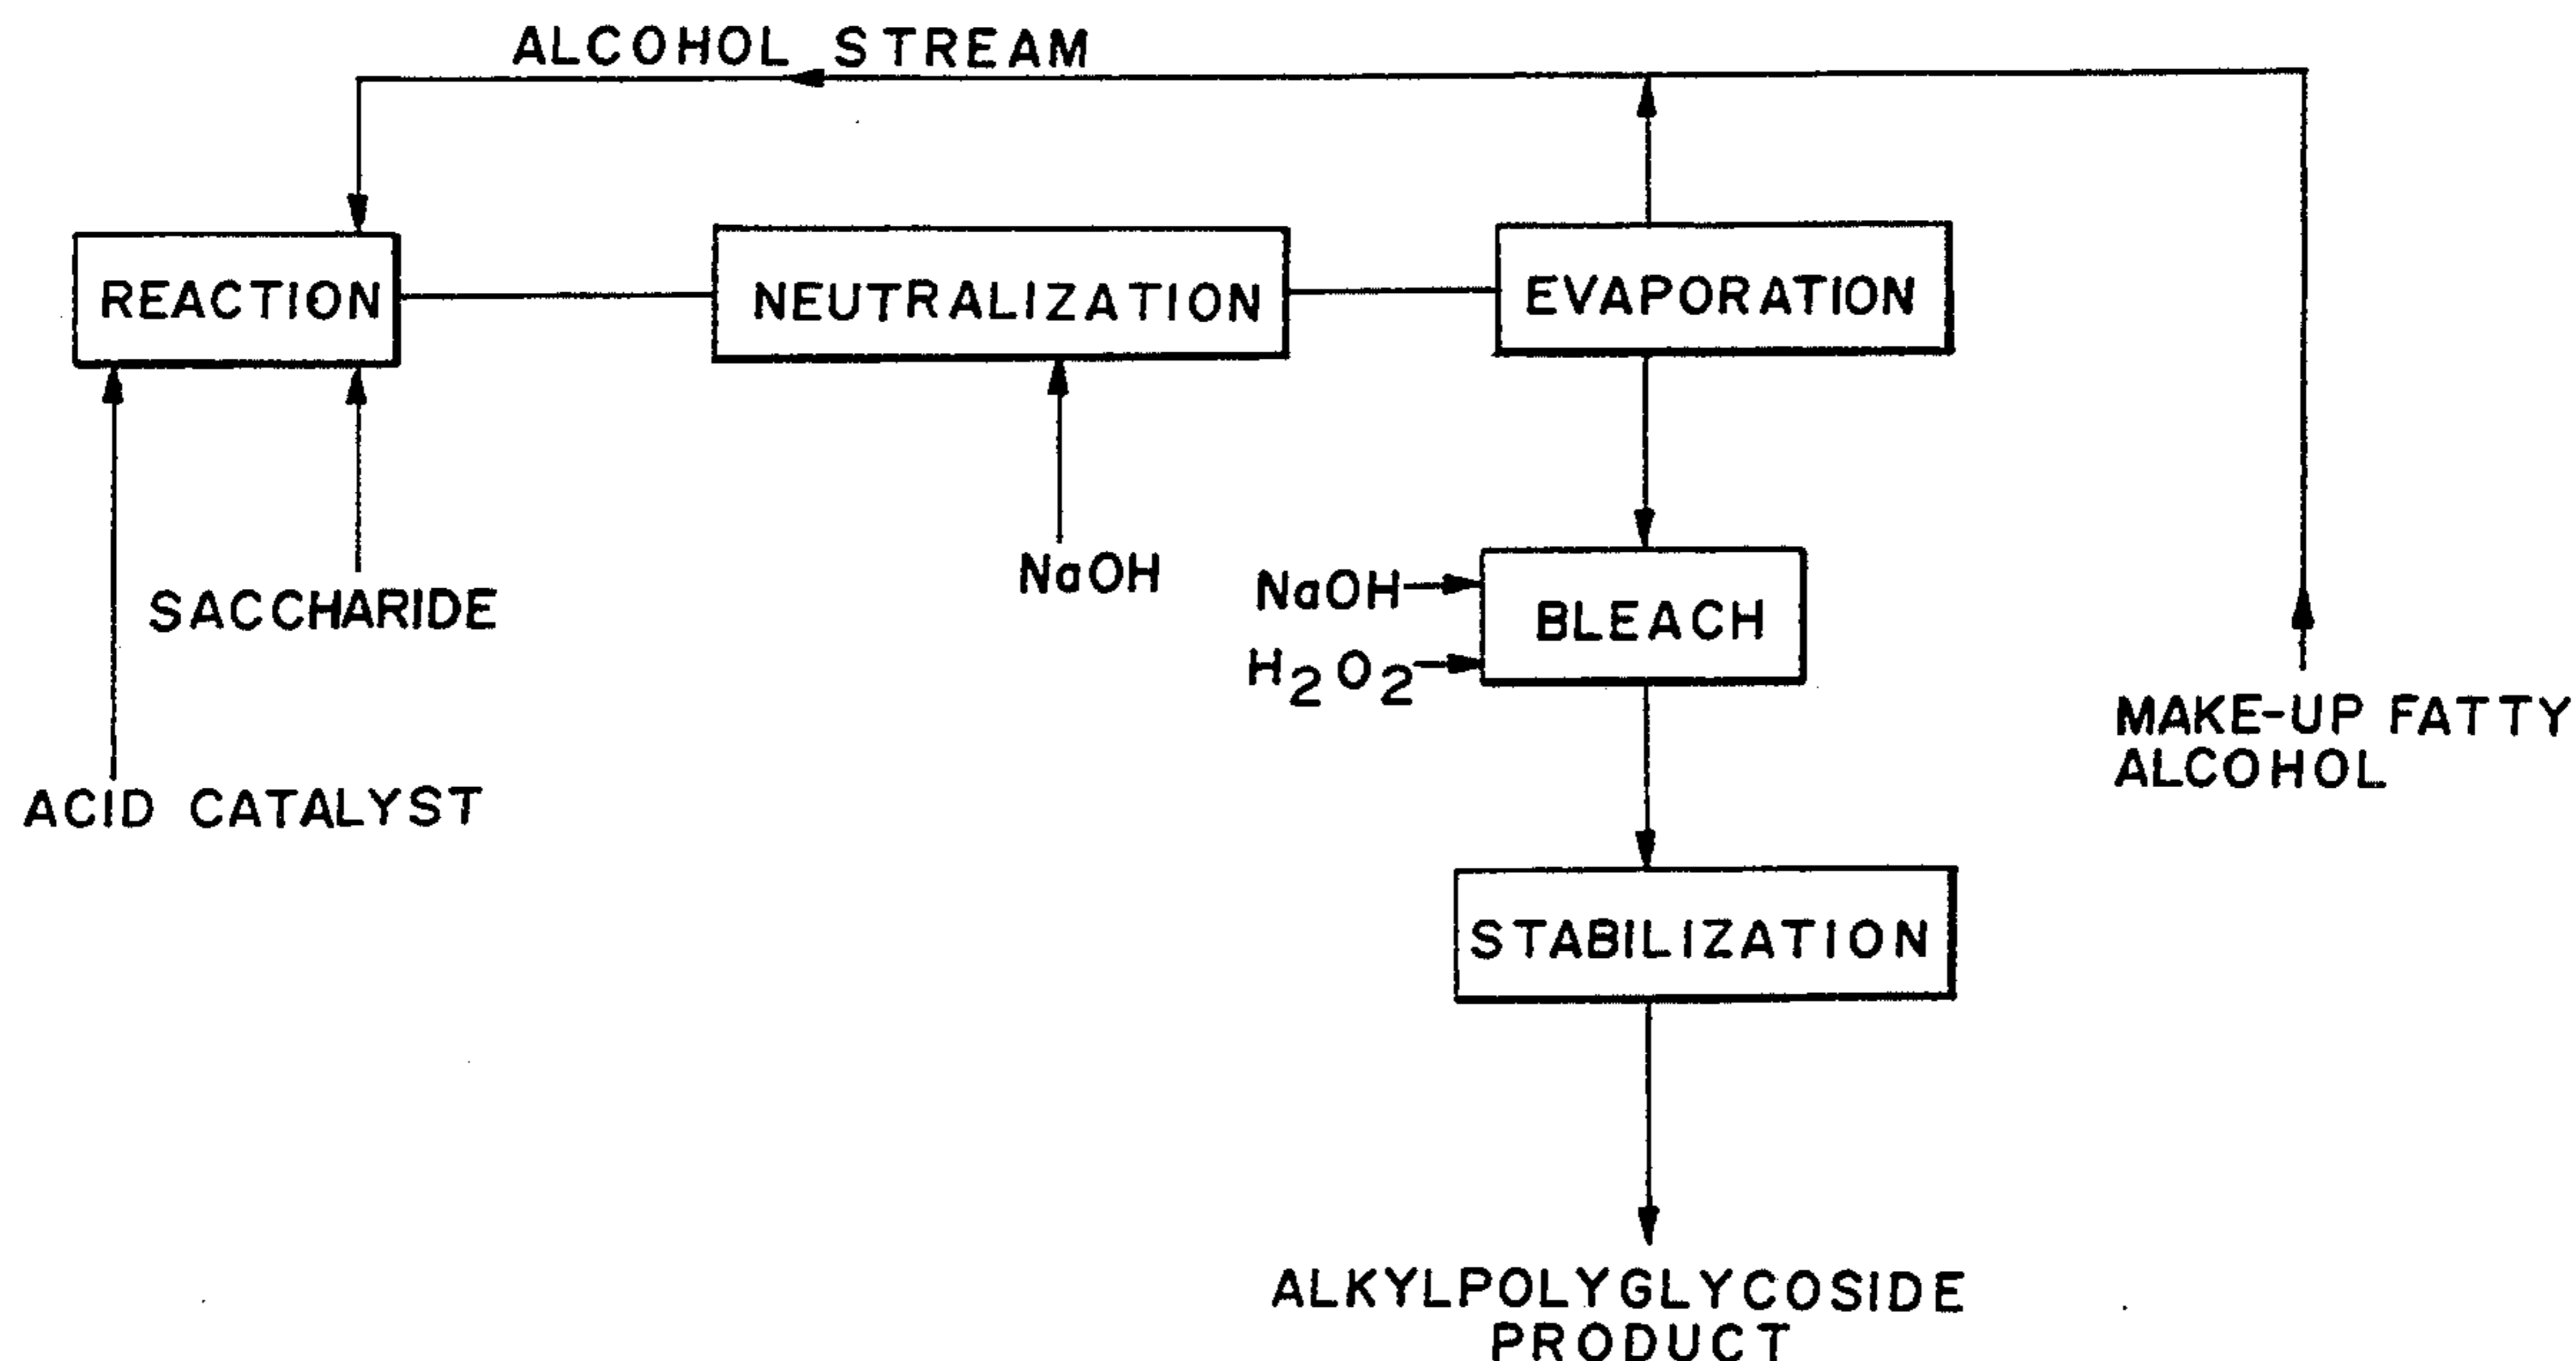 ALCOHOL STREAM
REACTION
NEUTRALIZATION
EVAPORATION
SACCHARIDE
NaOH
NaOH
BLEACH
H₂O₂
MAKE-UP FATTY
ALCOHOL
ACID CATALYST
STABILIZATION
ALKYLPOLYGLYCOSIDE
PRODUCT